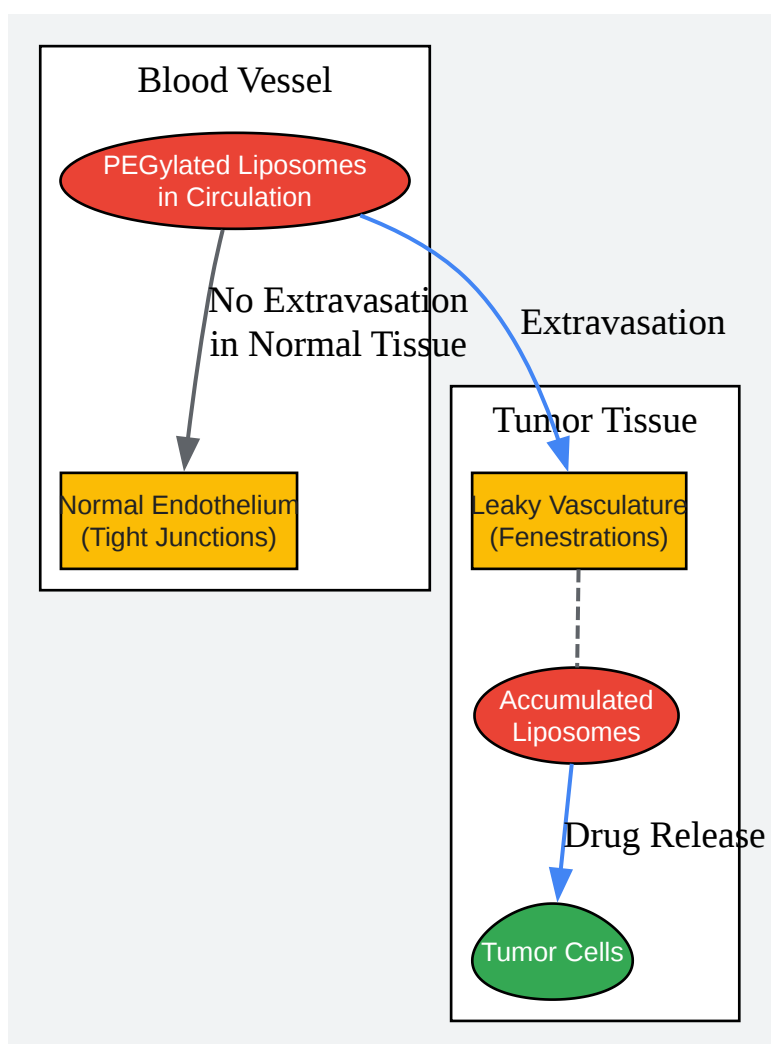 Blood Vessel
PEGylated Liposomes
in Circulation
No Extravasation
in Normal Tissue
Extravasation
Tumor Tissue
Normal Endothelium
(Tight Junctions)
Leaky Vasculature
(Fenestrations)
Accumulated
Liposomes
Drug Release
Tumor Cells